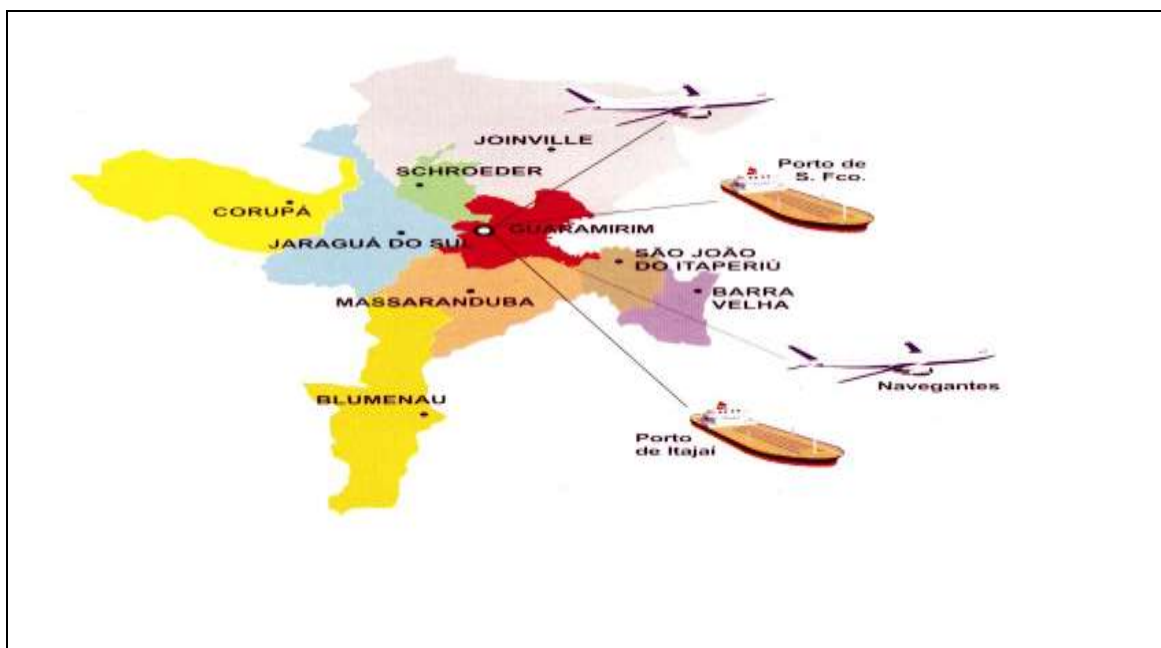 JOINVILLE
Porto de
S. Fco.
SCHROEDER
CORUPÁ
GUARAMIRIM
JARAGUÁ DO SUL
SÃO JOÃO
DO ITAPERIÚ
MASSARANDUBA
BARRA
VELHA
Navegantes
BLUMENAU
Porto
de Itajaí